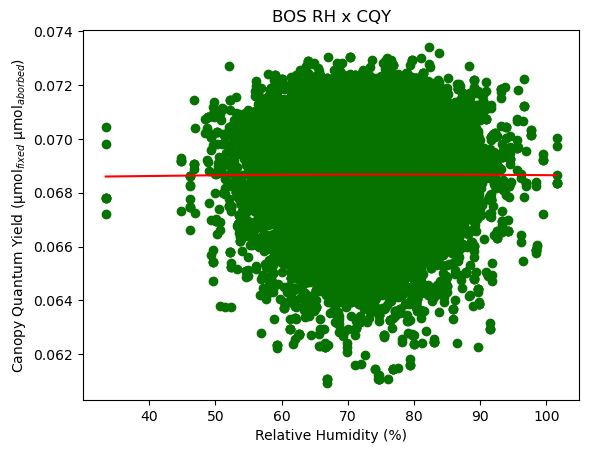 BOS RH x CQY
Canopy Quantum Yield (µmol_fixed µmol_aborbed)
0.074
0.072
0.070
0.068
0.066
0.064
0.062
40 50 60 70 80 90 100
Relative Humidity (%)